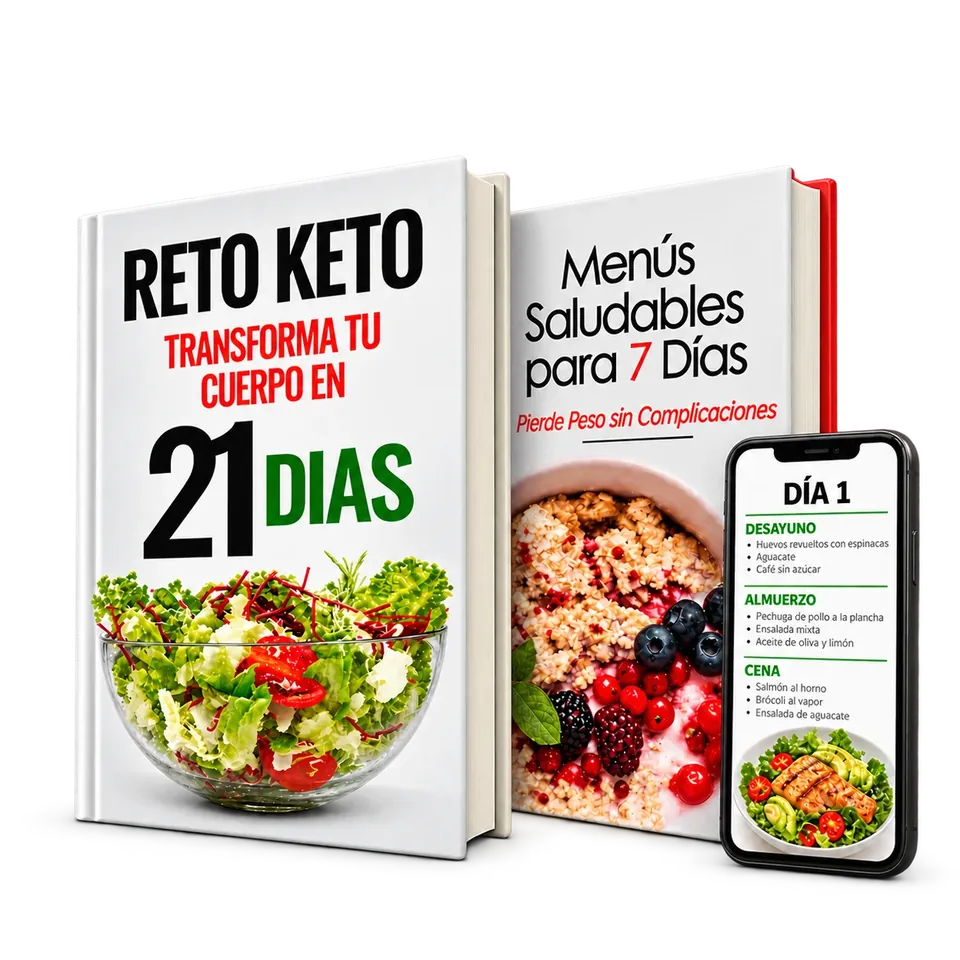 RETO KETO
TRANSFORMA TU
CUERPO EN
21 DIAS
Menús
Saludables
para 7 Días
Pierde Peso sin Complicaciones
DÍA 1
DESAYUNO
• Huevos revueltos con espinacas
• Aguacate
• Café sin azúcar
ALMUERZO
• Pechuga de pollo a la plancha
• Ensalada mixta
• Aceite de oliva y limón
CENA
• Salmón al horno
• Brócoli al vapor
• Ensalada de aguacate